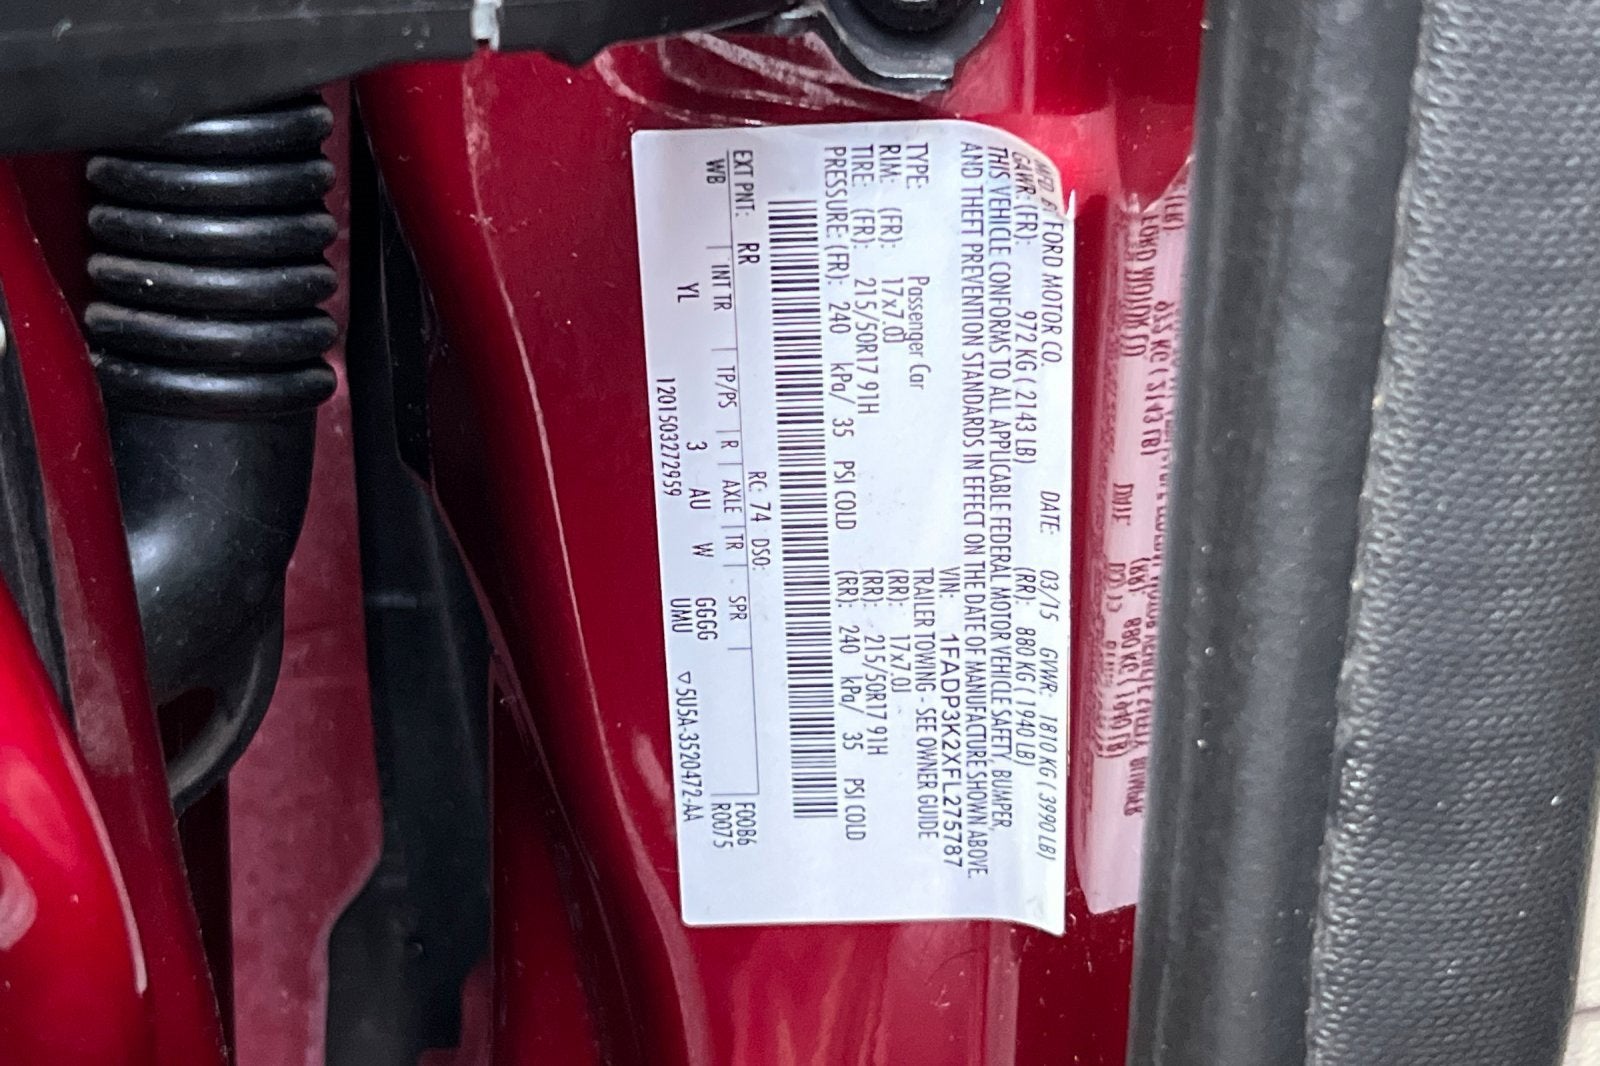 MFD. BY FORD MOTOR CO. DATE: 03/15 GVWR: 1810 KG ( 3990 LB)
GAWR: (FR): 972 KG ( 2143 LB) (RR): 880 KG ( 1940 LB)
THIS VEHICLE CONFORMS TO ALL APPLICABLE FEDERAL MOTOR VEHICLE SAFETY, BUMPER,
AND THEFT PREVENTION STANDARDS IN EFFECT ON THE DATE OF MANUFACTURE SHOWN ABOVE.
VIN: 1FADP3K2XFL275787
TYPE: Passenger Car TRAILER TOWING - SEE OWNER GUIDE
RIM: (FR): 17x7.0J (RR): 17x7.0J
TIRE: (FR): 215/50R17 91H (RR): 215/50R17 91H
PRESSURE: (FR): 240 kPa/ 35 PSI COLD (RR): 240 kPa/ 35 PSI COLD
RC: 74 DSO:
EXT PNT: RR F00B6
WB INT TR TP/PS R AXLE TR SPR R0075
YL 3 AU W GGGG
UMU ▽5U5A-3520472-AA
1201503272959